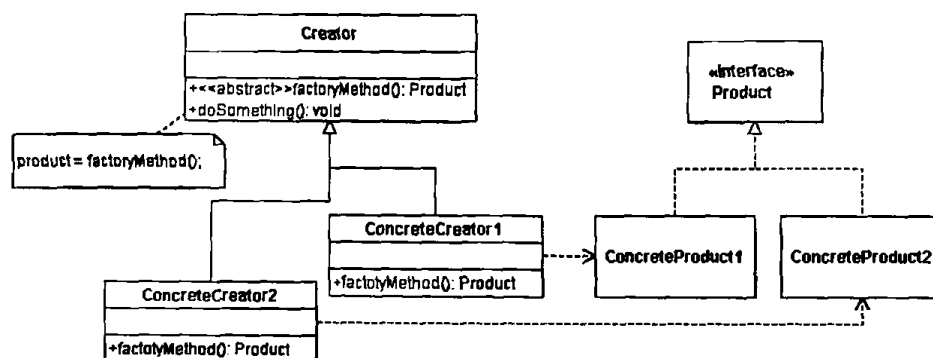 Creator
+<<abstract>>factoryMethod(): Product
+doSomething(): void
«interface»
Product
product = factoryMethod();
ConcreteCreator1
+factotyMethod(): Product
ConcreteProduct1
ConcreteProduct2
ConcreteCreator2
+factotyMethod(): Product